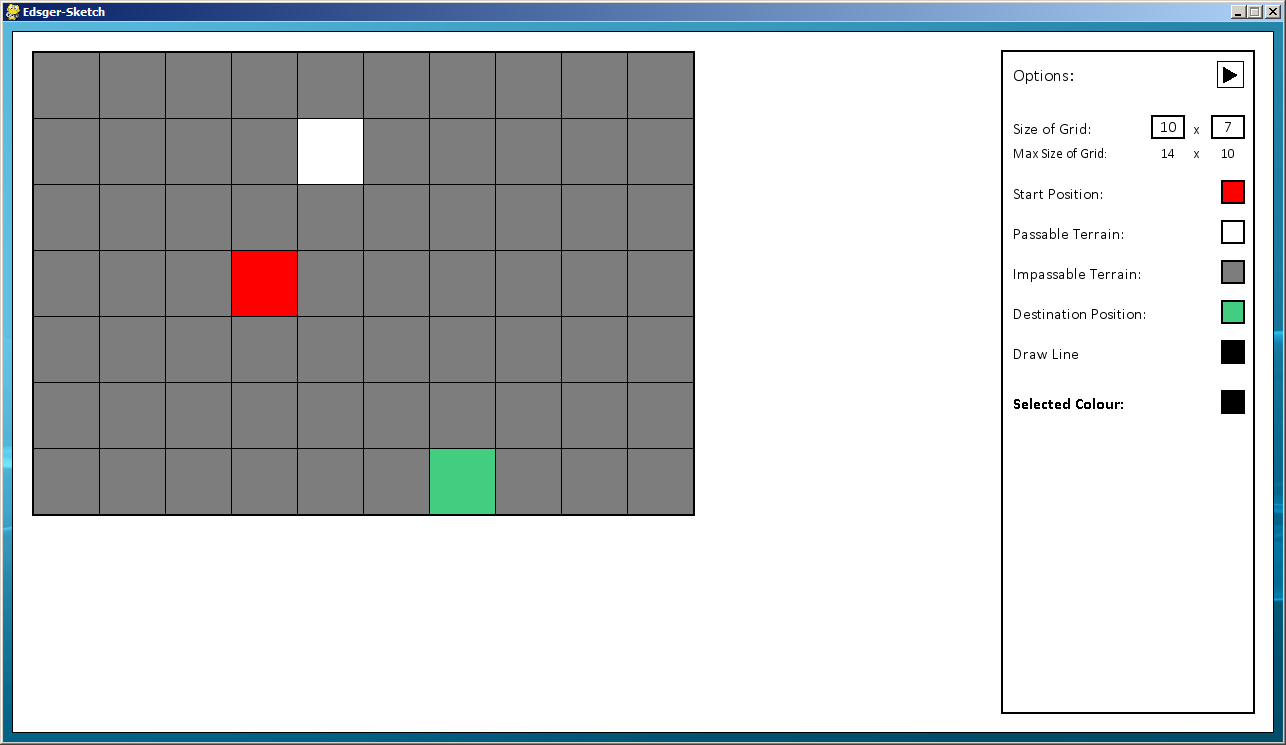 Edsger-Sketch
Options:
Size of Grid: 10 x 7
Max Size of Grid: 14 x 10
Start Position:
Passable Terrain:
Impassable Terrain:
Destination Position:
Draw Line
Selected Colour: